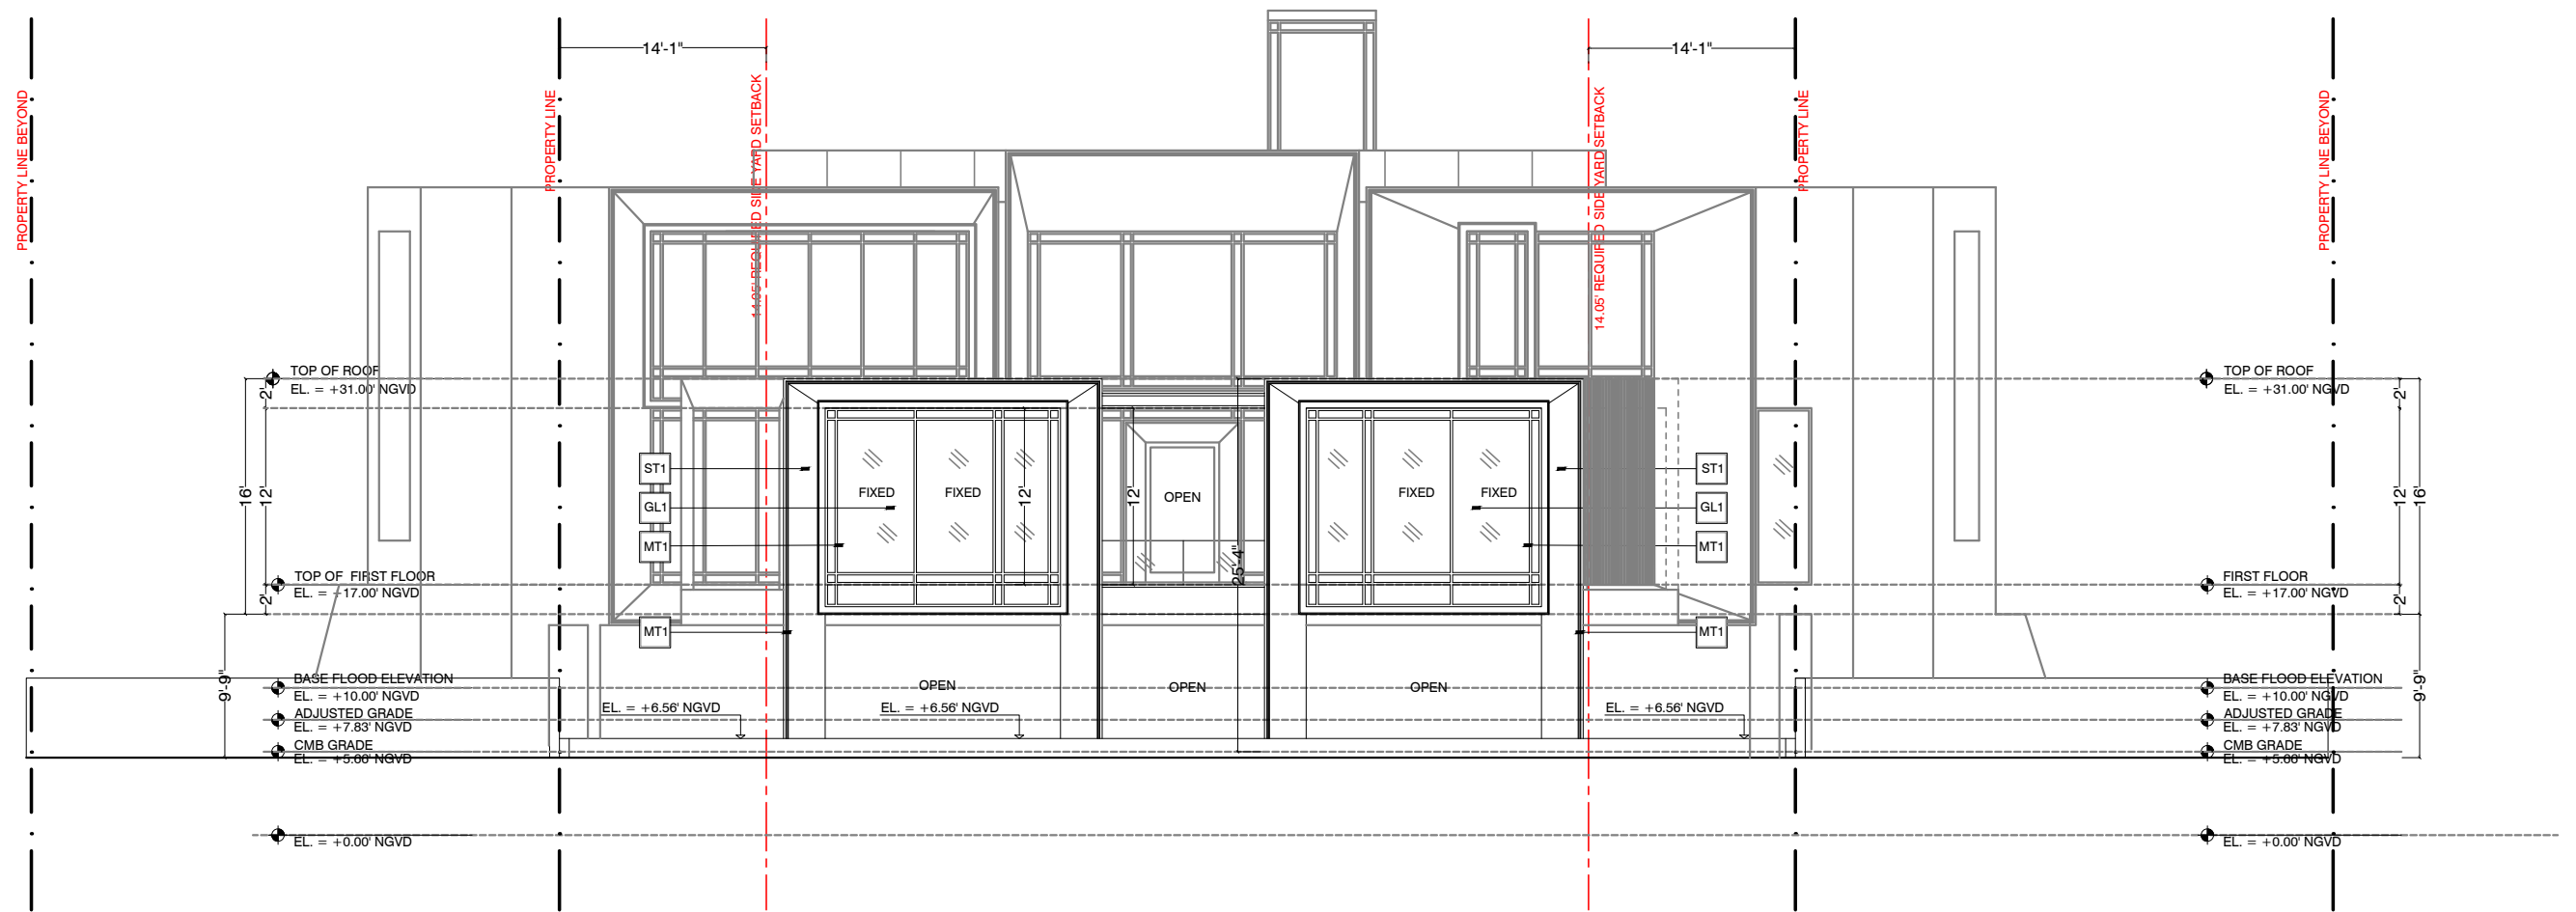 14'-1"
14'-1"
PROPERTY LINE BEYOND
PROPERTY LINE
14.05' REQUIRED SIDE YARD SETBACK
14.05' REQUIRED SIDE YARD SETBACK
PROPERTY LINE
PROPERTY LINE BEYOND
TOP OF ROOF
EL. = +31.00' NGVD
TOP OF ROOF
EL. = +31.00' NGVD
2'
2'
ST1
ST1
GL1
GL1
MT1
MT1
FIXED
FIXED
OPEN
FIXED
FIXED
16'
12'
12'
12'
12'
16'
25'-4"
TOP OF FIRST FLOOR
EL. = +17.00' NGVD
FIRST FLOOR
EL. = +17.00' NGVD
2'
2'
MT1
MT1
9'-9"
9'-9"
BASE FLOOD ELEVATION
EL. = +10.00' NGVD
OPEN
OPEN
OPEN
BASE FLOOD ELEVATION
EL. = +10.00' NGVD
EL. = +6.56' NGVD
EL. = +6.56' NGVD
EL. = +6.56' NGVD
ADJUSTED GRADE
EL. = +7.83' NGVD
ADJUSTED GRADE
EL. = +7.83' NGVD
CMB GRADE
EL. = +5.00' NGVD
CMB GRADE
EL. = +5.00' NGVD
EL. = +0.00' NGVD
EL. = +0.00' NGVD